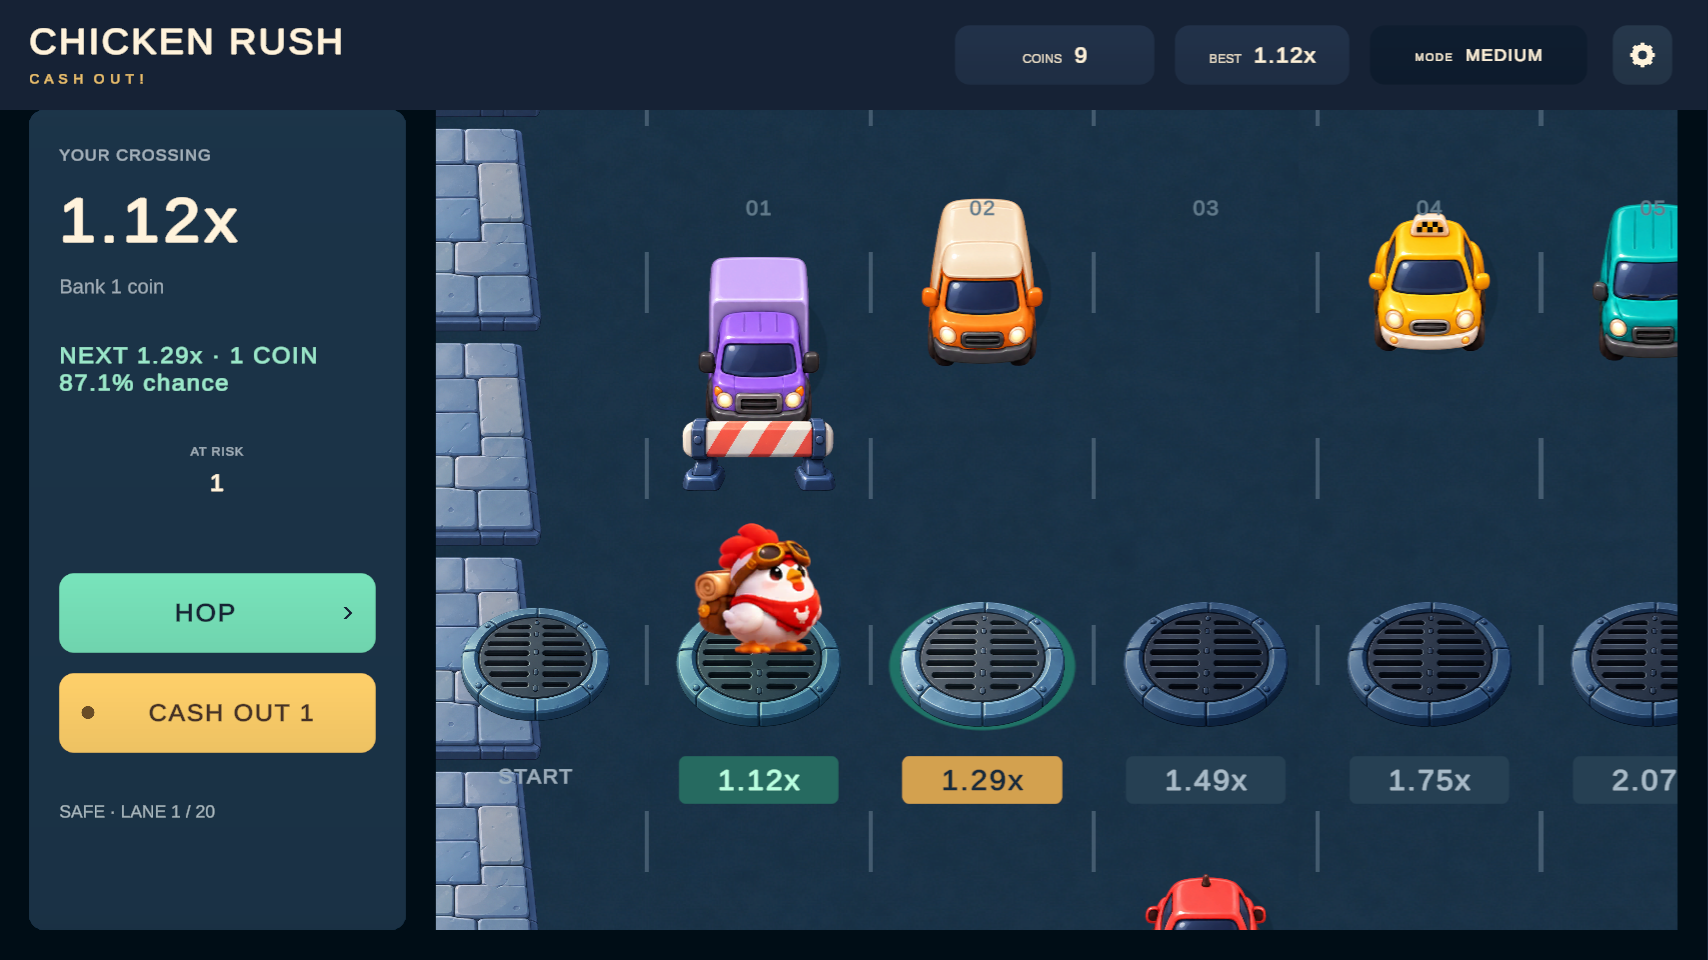 CHICKEN RUSH
CASH OUT!
COINS 9
BEST 1.12x
MODE MEDIUM
YOUR CROSSING
1.12x
Bank 1 coin
NEXT 1.29x · 1 COIN
87.1% chance
AT RISK
1
HOP
CASH OUT 1
SAFE · LANE 1 / 20
01
02
03
04
05
START
1.12x
1.29x
1.49x
1.75x
2.07